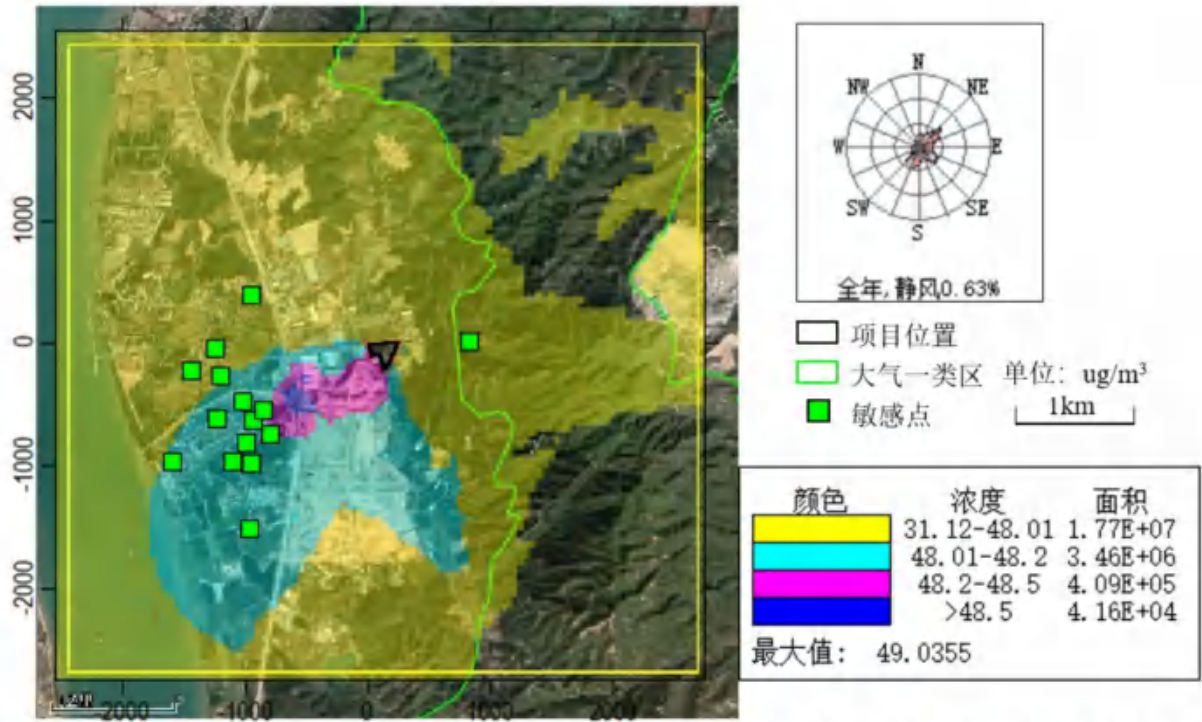 2000
1000
0
-1000
-2000
-2000
-1000
0
1000
2000
N
NW
NE
W
E
SW
SE
S
全年,静风0.63%
项目位置
大气一类区 单位: ug/m³
敏感点
1km
颜色 浓度 面积
31.12-48.01 1.77E+07
48.01-48.2 3.46E+06
48.2-48.5 4.09E+05
>48.5 4.16E+04
最大值: 49.0355